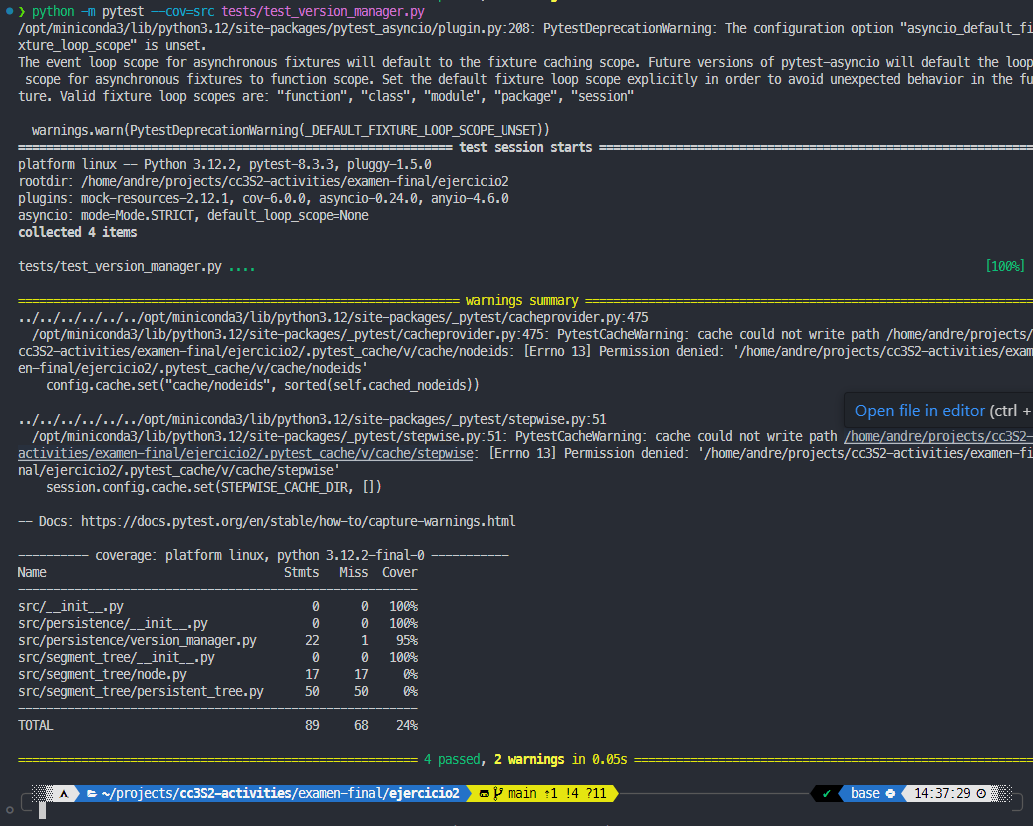 ❯ python -m pytest --cov=src tests/test_version_manager.py
/opt/miniconda3/lib/python3.12/site-packages/pytest_asyncio/plugin.py:208: PytestDeprecationWarning: The configuration option "asyncio_default_fi
xture_loop_scope" is unset.
The event loop scope for asynchronous fixtures will default to the fixture caching scope. Future versions of pytest-asyncio will default the loop
scope for asynchronous fixtures to function scope. Set the default fixture loop scope explicitly in order to avoid unexpected behavior in the fu
ture. Valid fixture loop scopes are: "function", "class", "module", "package", "session"
warnings.warn(PytestDeprecationWarning(_DEFAULT_FIXTURE_LOOP_SCOPE_UNSET))
test session starts
platform linux -- Python 3.12.2, pytest-8.3.3, pluggy-1.5.0
rootdir: /home/andre/projects/cc3S2-activities/examen-final/ejercicio2
plugins: mock-resources-2.12.1, cov-6.0.0, asyncio-0.24.0, anyio-4.6.0
asyncio: mode=Mode.STRICT, default_loop_scope=None
collected 4 items
tests/test_version_manager.py .... [100%]
warnings summary
../../../../../../opt/miniconda3/lib/python3.12/site-packages/_pytest/cacheprovider.py:475
/opt/miniconda3/lib/python3.12/site-packages/_pytest/cacheprovider.py:475: PytestCacheWarning: cache could not write path /home/andre/projects/
cc3S2-activities/examen-final/ejercicio2/.pytest_cache/v/cache/nodeids: [Errno 13] Permission denied: '/home/andre/projects/cc3S2-activities/exam
en-final/ejercicio2/.pytest_cache/v/cache/nodeids'
config.cache.set("cache/nodeids", sorted(self.cached_nodeids))
Open file in editor (ctrl +
../../../../../../opt/miniconda3/lib/python3.12/site-packages/_pytest/stepwise.py:51
/opt/miniconda3/lib/python3.12/site-packages/_pytest/stepwise.py:51: PytestCacheWarning: cache could not write path /home/andre/projects/cc3S2-
activities/examen-final/ejercicio2/.pytest_cache/v/cache/stepwise: [Errno 13] Permission denied: '/home/andre/projects/cc3S2-activities/examen-fi
nal/ejercicio2/.pytest_cache/v/cache/stepwise'
session.config.cache.set(STEPWISE_CACHE_DIR, [])
-- Docs: https://docs.pytest.org/en/stable/how-to/capture-warnings.html
---------- coverage: platform linux, python 3.12.2-final-0 -----------
Name Stmts Miss Cover
src/__init__.py 0 0 100%
src/persistence/__init__.py 0 0 100%
src/persistence/version_manager.py 22 1 95%
src/segment_tree/__init__.py 0 0 100%
src/segment_tree/node.py 17 17 0%
src/segment_tree/persistent_tree.py 50 50 0%
TOTAL 89 68 24%
4 passed, 2 warnings in 0.05s
~/projects/cc3S2-activities/examen-final/ejercicio2 main ⇡1 !4 ?11 ✓ base 14:37:29